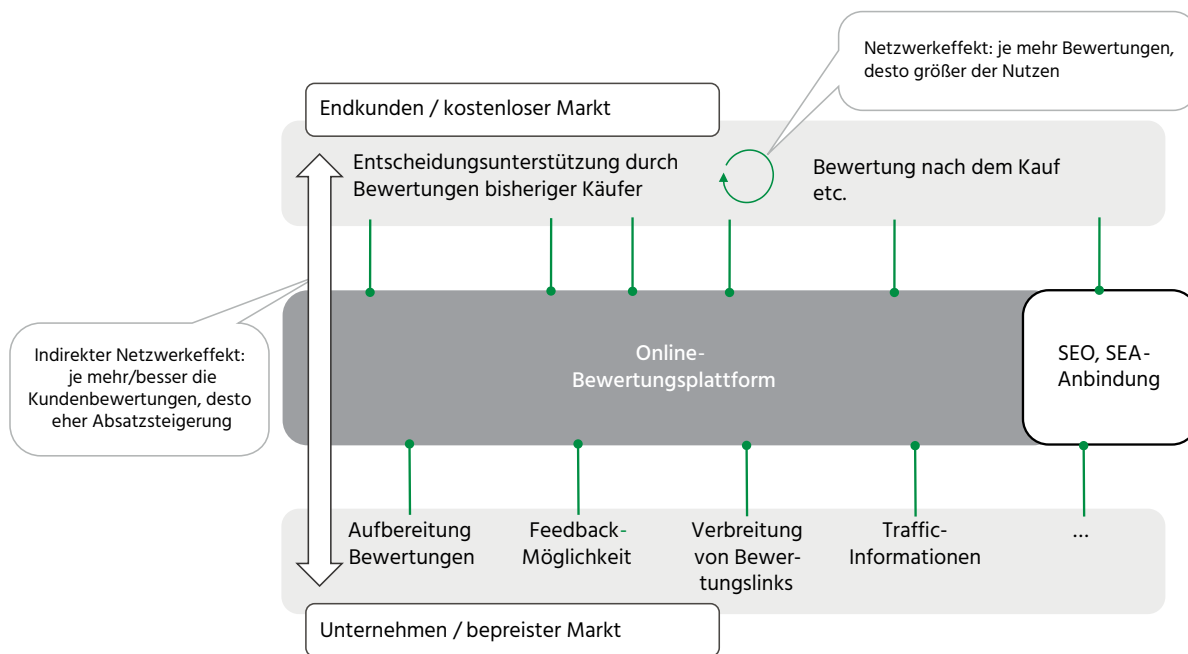 Netzwerkeffekt: je mehr Bewertungen,
desto größer der Nutzen
Endkunden / kostenloser Markt
Entscheidungsunterstützung durch
Bewertungen bisheriger Käufer
Bewertung nach dem Kauf
etc.
Indirekter Netzwerkeffekt:
je mehr/besser die
Kundenbewertungen, desto
eher Absatzsteigerung
Online-
Bewertungsplattform
SEO, SEA-
Anbindung
Aufbereitung
Bewertungen
Feedback-
Möglichkeit
Verbreitung
von Bewer-
tungslinks
Traffic-
Informationen
...
Unternehmen / bepreister Markt